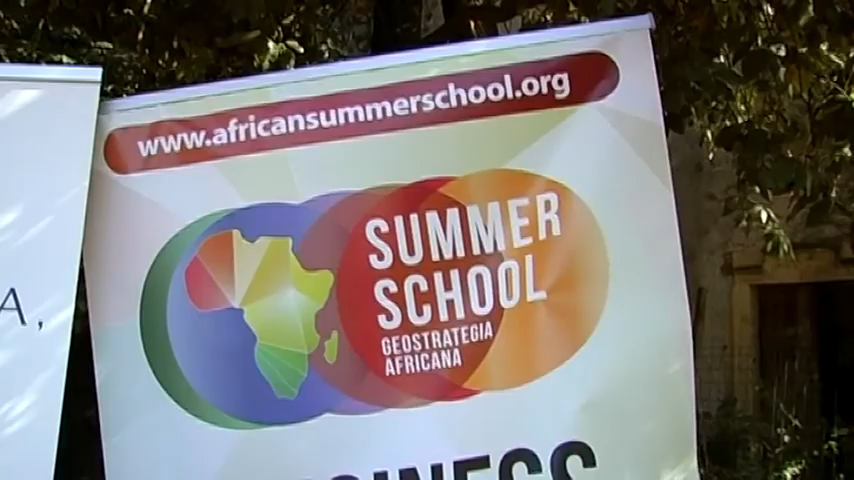 www.africansummerschool.org
SUMMER
SCHOOL
GEOSTRATEGIA
AFRICANA
A,